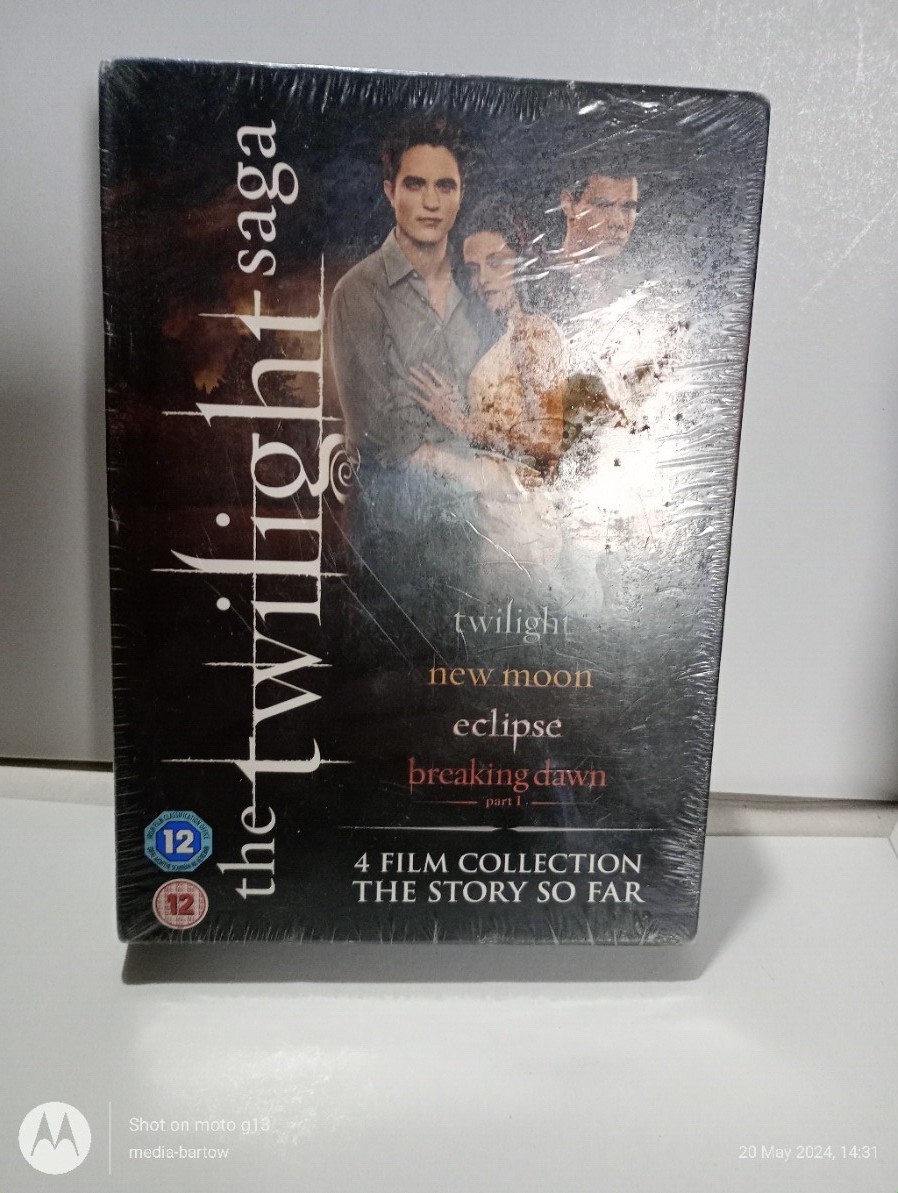 the twilight saga
twilight
new moon
eclipse
breaking dawn
part 1
4 FILM COLLECTION
THE STORY SO FAR
12
12
Shot on moto g13
media-bartow
20 May 2024, 14:31